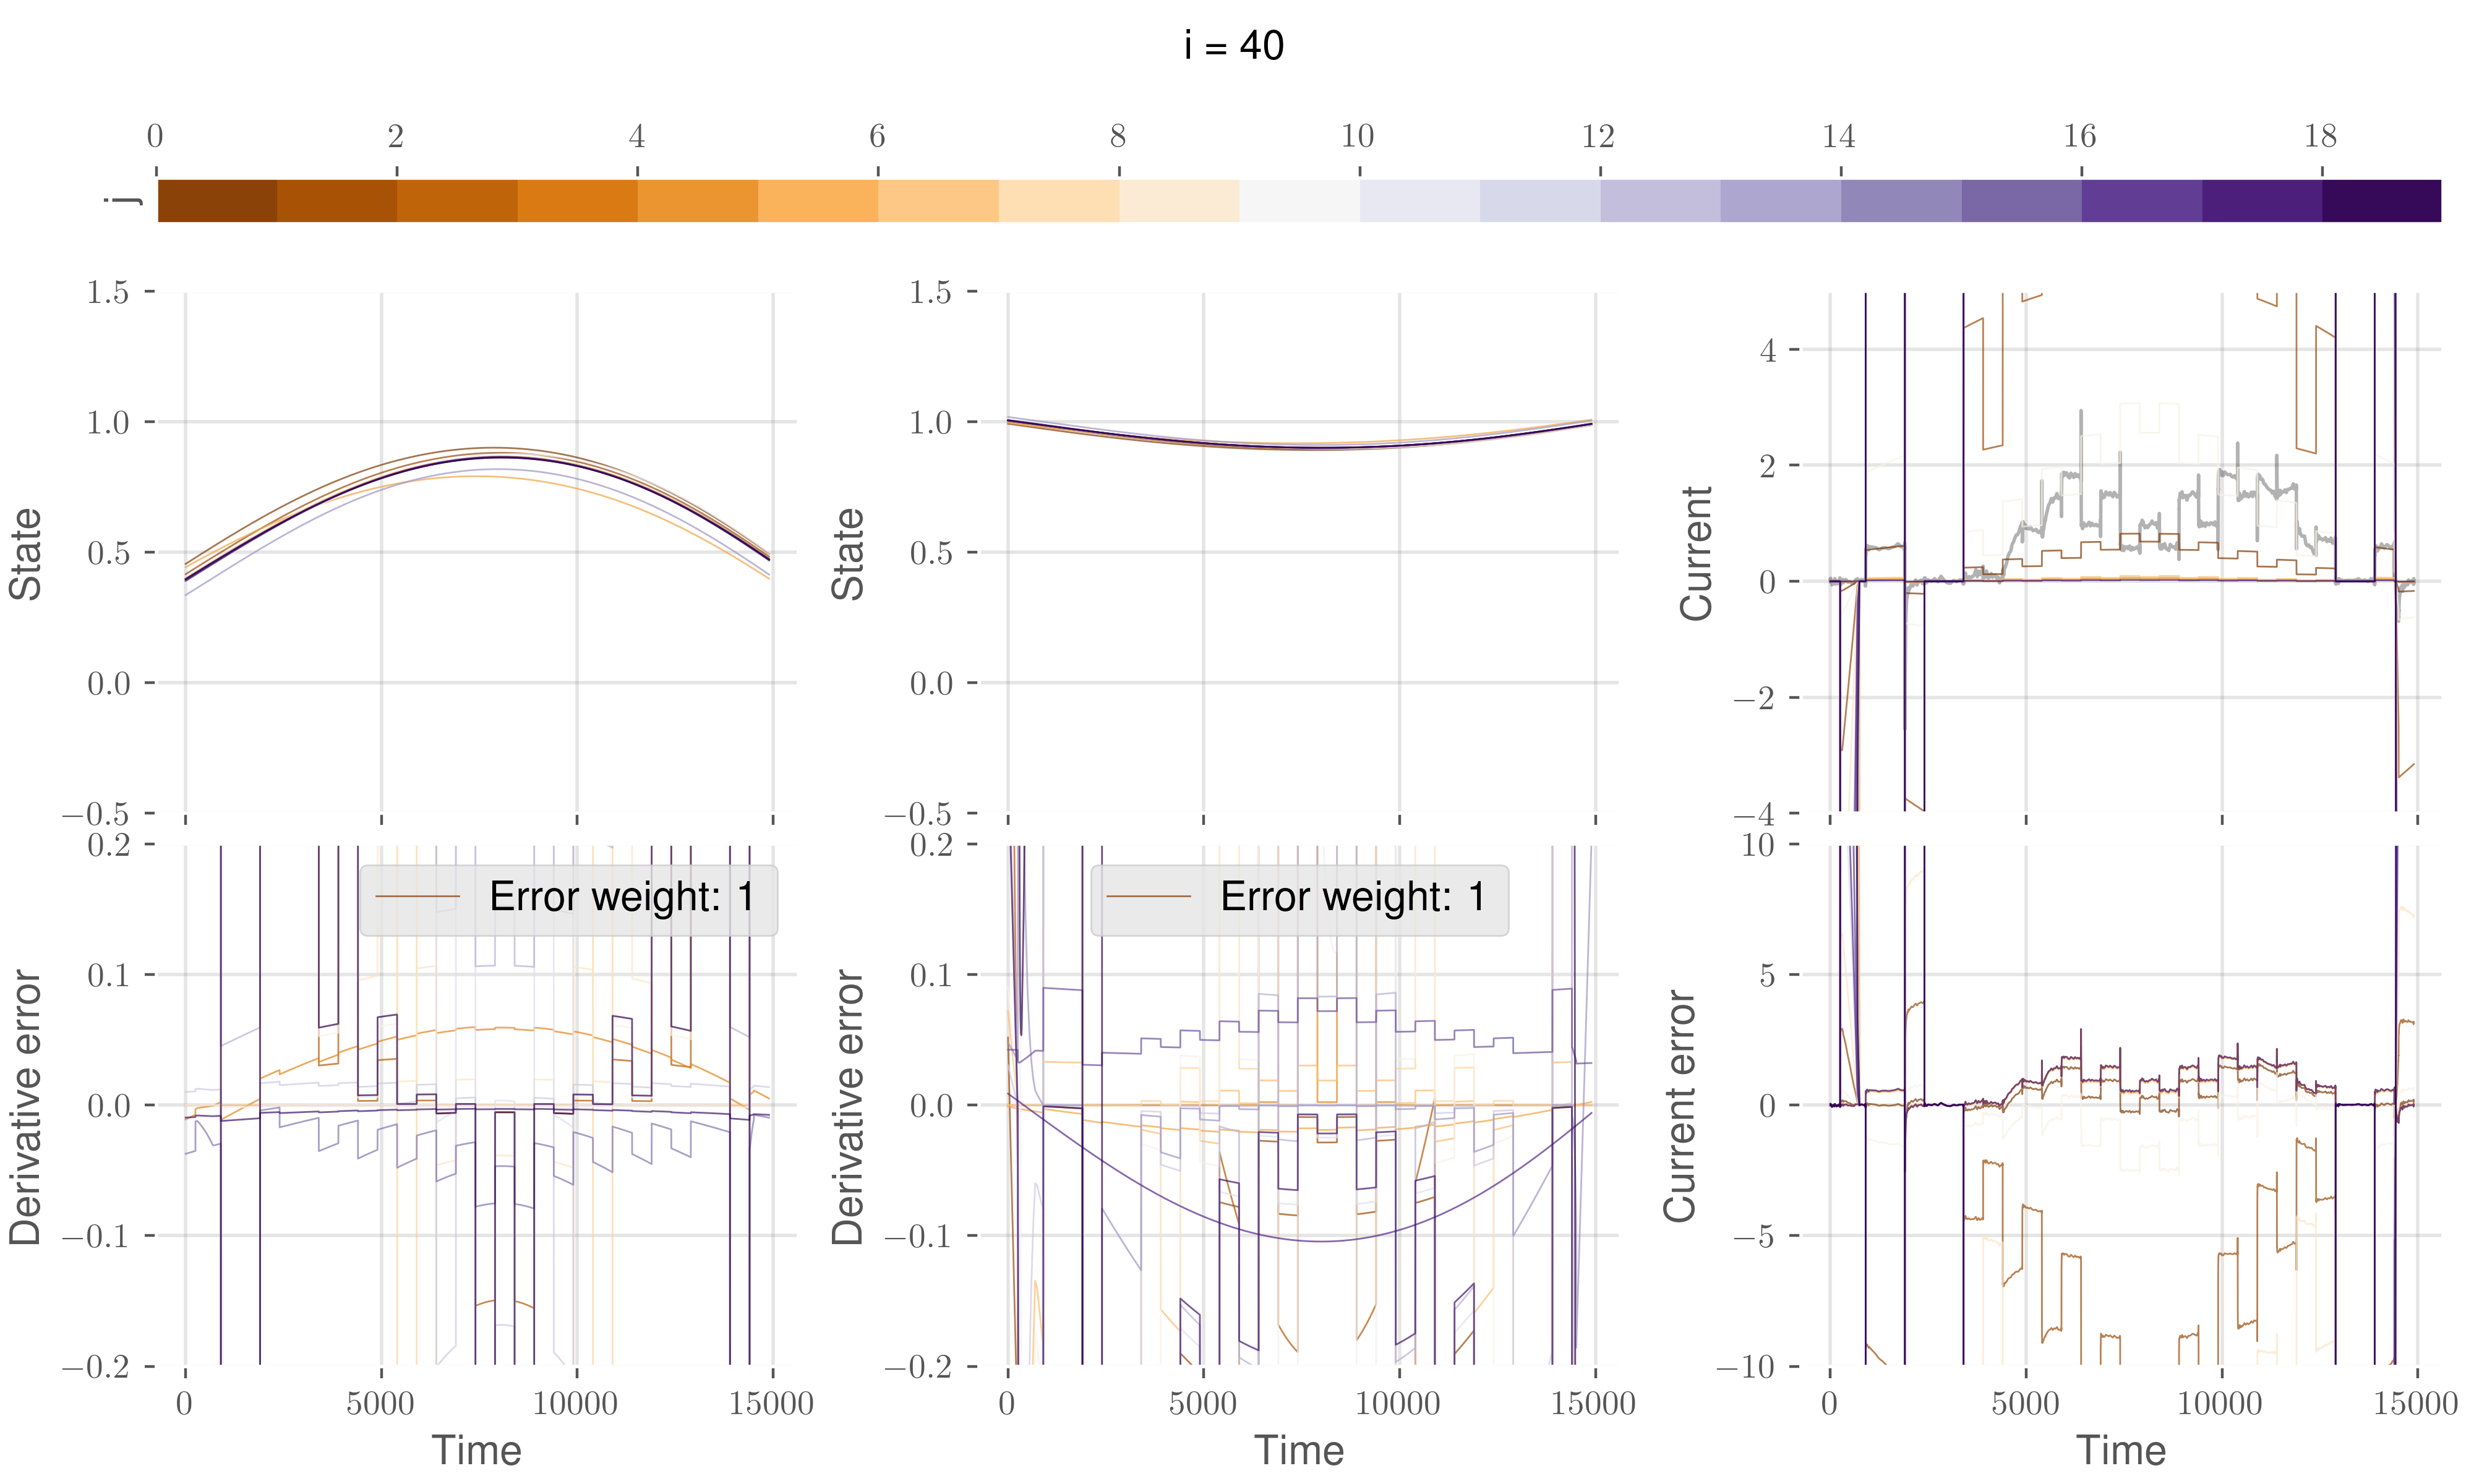 i = 40
0 2 4 6 8 10 12 14 16 18
j
1.5 1.0 0.5 0.0 −0.5
State
1.5 1.0 0.5 0.0 −0.5
State
4 2 0 −2 −4
Current
0.2 0.1 0.0 −0.1 −0.2
Derivative error
Error weight: 1
0 5000 10000 15000
Time
0.2 0.1 0.0 −0.1 −0.2
Derivative error
Error weight: 1
0 5000 10000 15000
Time
10 5 0 −5 −10
Current error
0 5000 10000 15000
Time